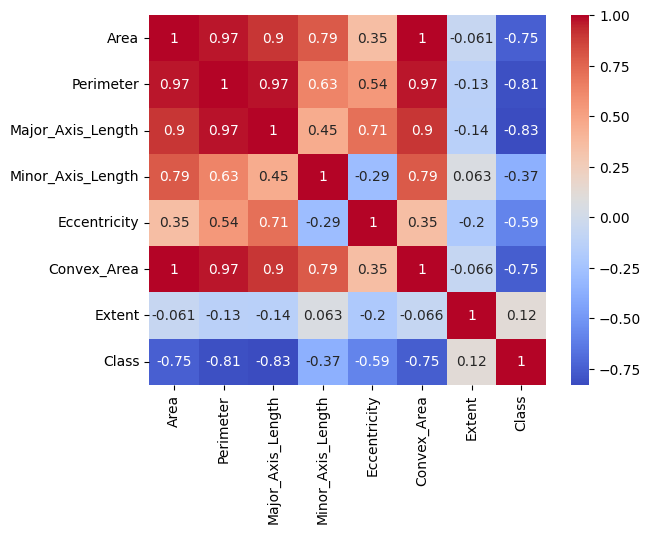 Area 1 0.97 0.9 0.79 0.35 1 -0.061 -0.75
Perimeter 0.97 1 0.97 0.63 0.54 0.97 -0.13 -0.81
Major_Axis_Length 0.9 0.97 1 0.45 0.71 0.9 -0.14 -0.83
Minor_Axis_Length 0.79 0.63 0.45 1 -0.29 0.79 0.063 -0.37
Eccentricity 0.35 0.54 0.71 -0.29 1 0.35 -0.2 -0.59
Convex_Area 1 0.97 0.9 0.79 0.35 1 -0.066 -0.75
Extent -0.061 -0.13 -0.14 0.063 -0.2 -0.066 1 0.12
Class -0.75 -0.81 -0.83 -0.37 -0.59 -0.75 0.12 1
Area
Perimeter
Major_Axis_Length
Minor_Axis_Length
Eccentricity
Convex_Area
Extent
Class
1.00
0.75
0.50
0.25
0.00
-0.25
-0.50
-0.75